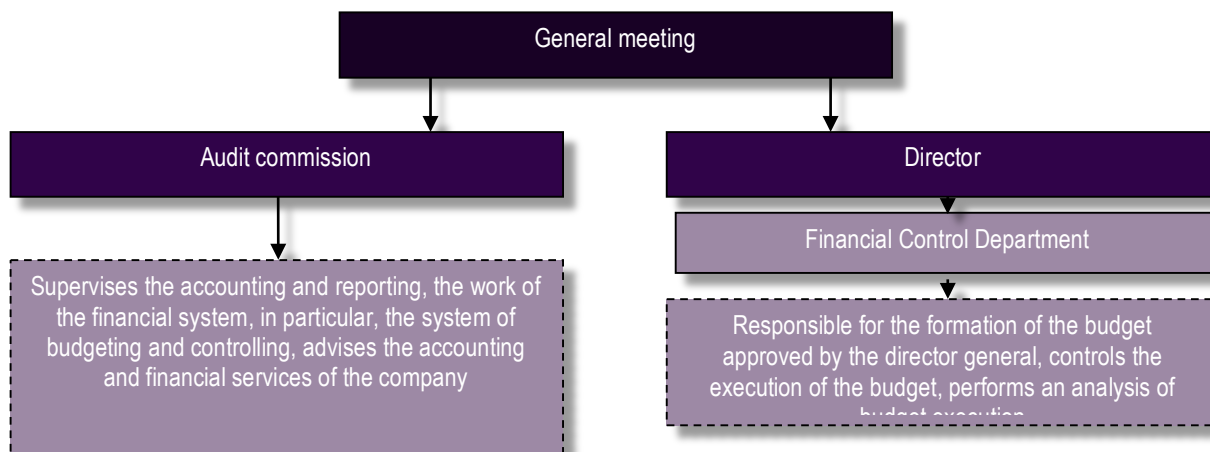 General meeting
Audit commission
Director
Financial Control Department
Supervises the accounting and reporting, the work of
the financial system, in particular, the system of
budgeting and controlling, advises the accounting
and financial services of the company
Responsible for the formation of the budget
approved by the director general, controls the
execution of the budget, performs an analysis of
budget execution